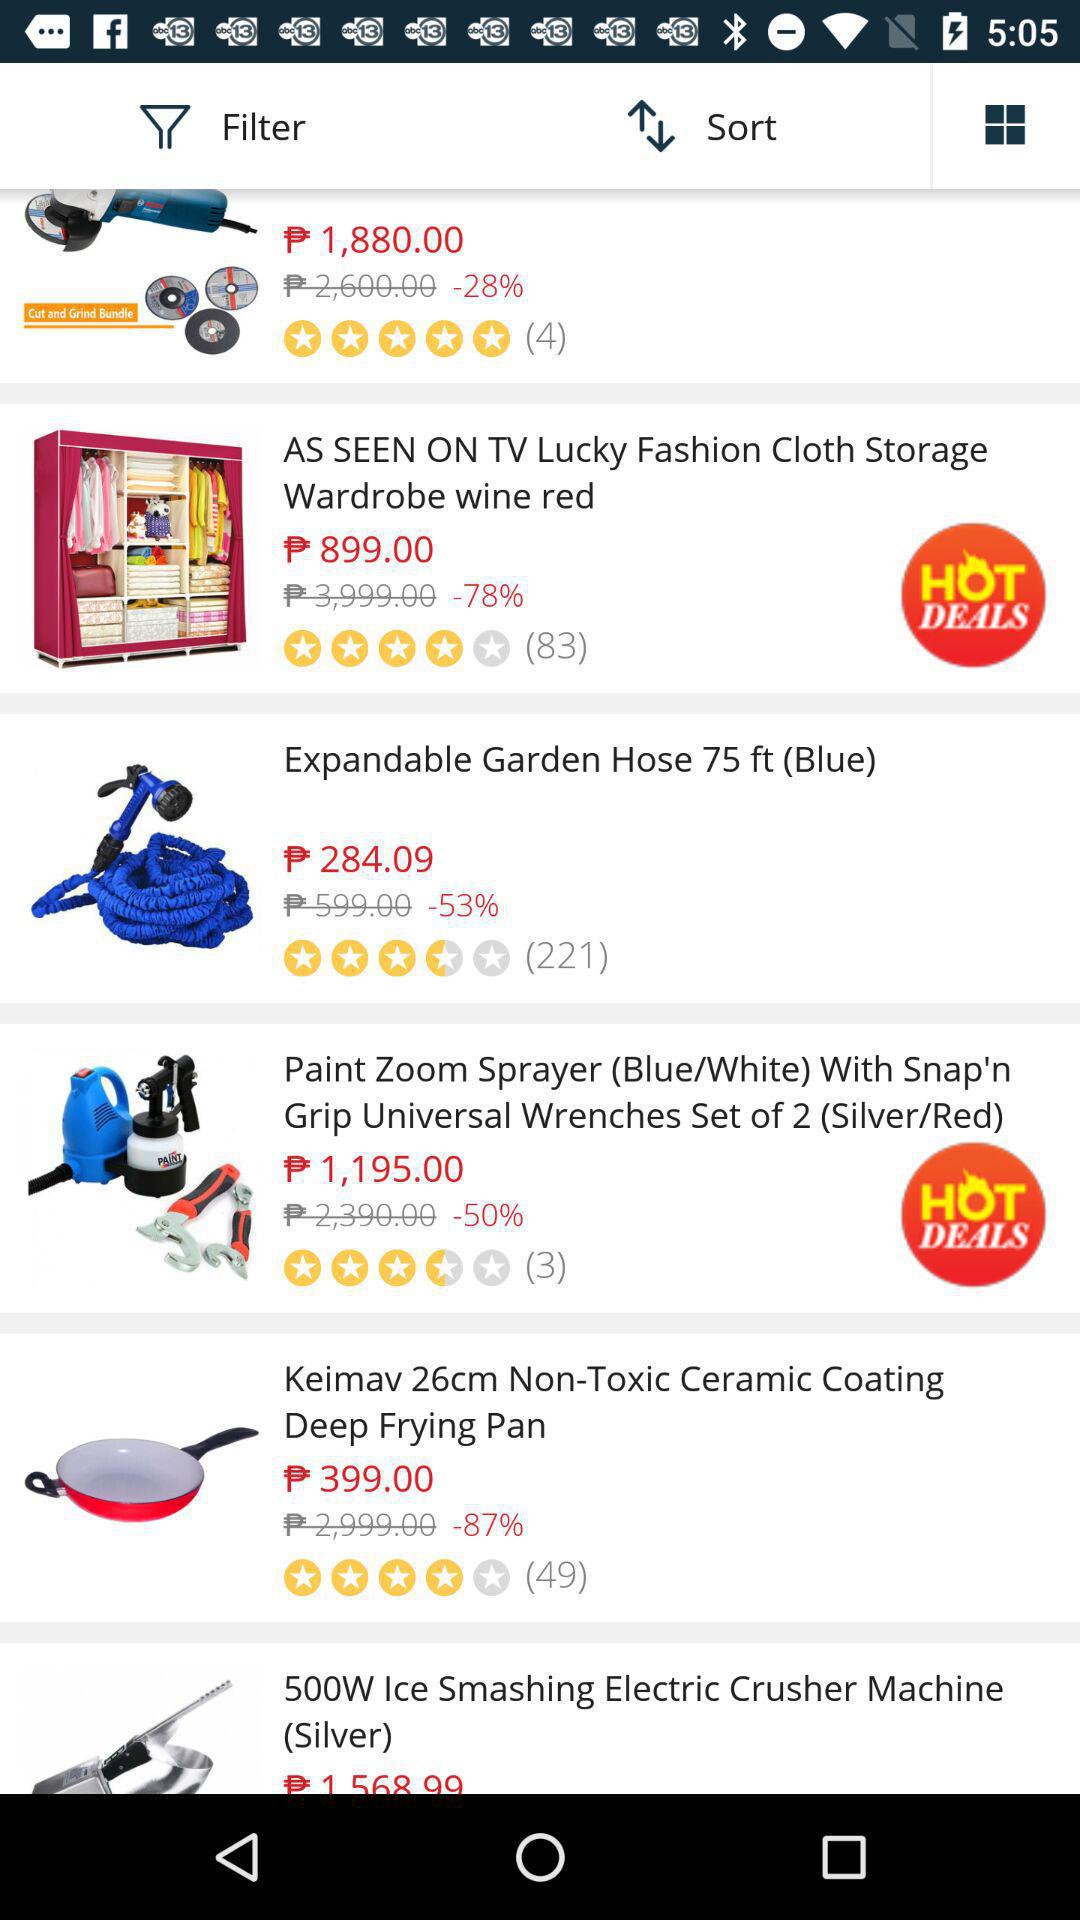 5:05
Filter
Sort
Cut and Grind Bundle
₱ 1,880.00
₱ 2,600.00 -28%
(4)
AS SEEN ON TV Lucky Fashion Cloth Storage
Wardrobe wine red
₱ 899.00
₱ 3,999.00 -78%
(83)
HOT
DEALS
Expandable Garden Hose 75 ft (Blue)
₱ 284.09
₱ 599.00 -53%
(221)
Paint Zoom Sprayer (Blue/White) With Snap'n
Grip Universal Wrenches Set of 2 (Silver/Red)
PAINT
₱ 1,195.00
₱ 2,390.00 -50%
(3)
HOT
DEALS
Keimav 26cm Non-Toxic Ceramic Coating
Deep Frying Pan
₱ 399.00
₱ 2,999.00 -87%
(49)
500W Ice Smashing Electric Crusher Machine
(Silver)
₱ 1,568.99